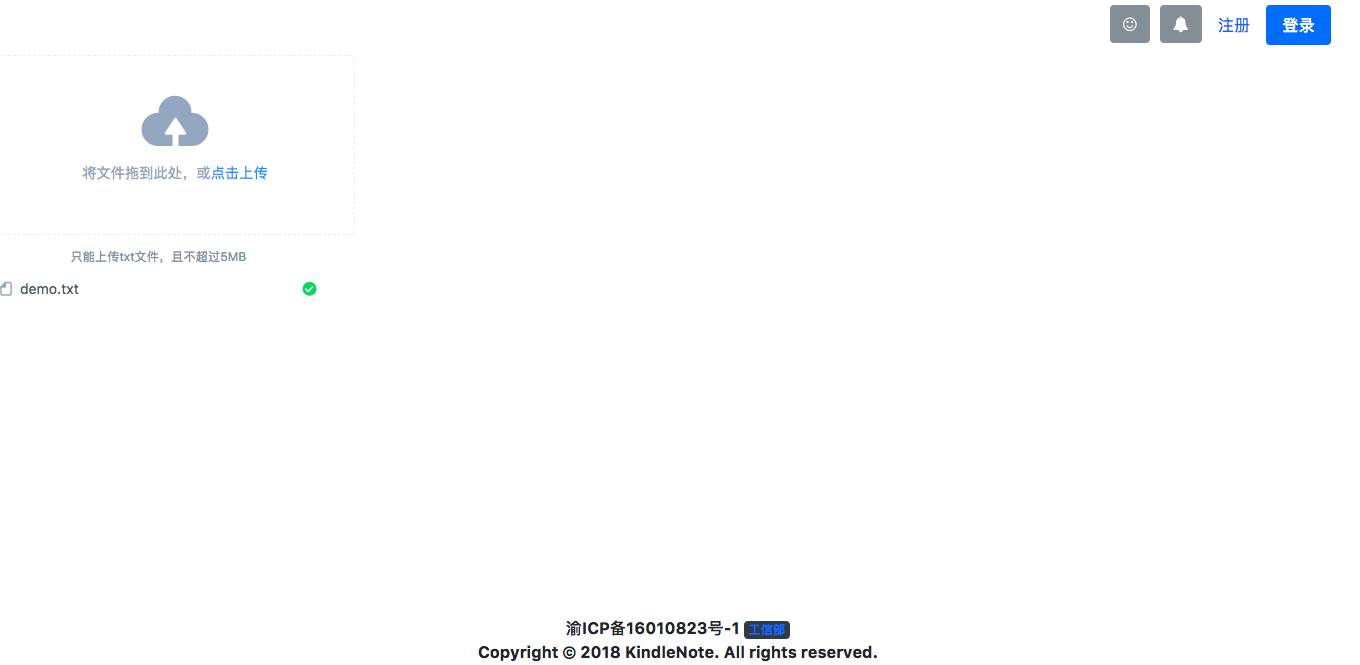 注册 登录
将文件拖到此处，或点击上传
只能上传txt文件，且不超过5MB
demo.txt
渝ICP备16010823号-1 工信部
Copyright © 2018 KindleNote. All rights reserved.